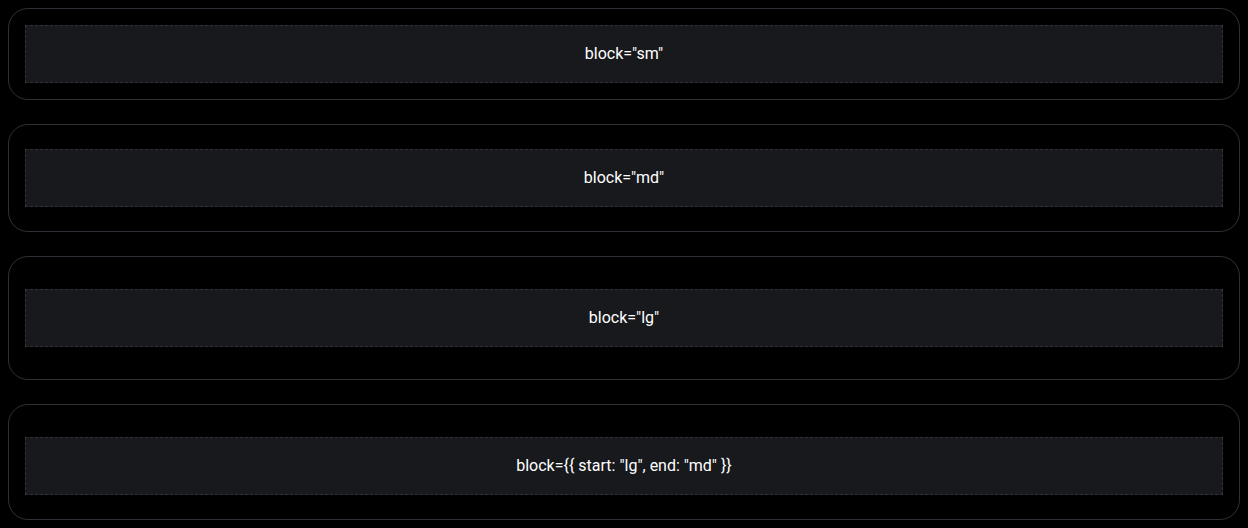 block="sm"
block="md"
block="lg"
block={{ start: "lg", end: "md" }}